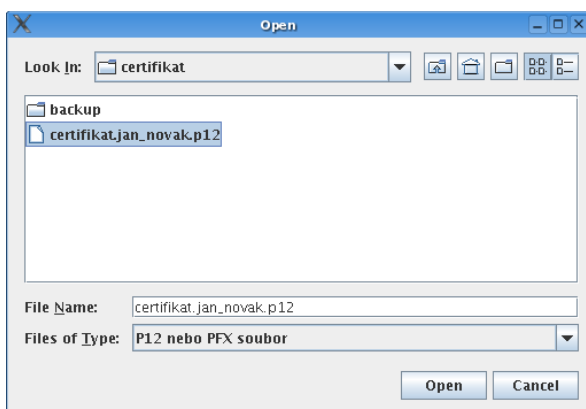 Open
Look In: certifikat
backup
certifikat.jan_novak.p12
File Name: certifikat.jan_novak.p12
Files of Type: P12 nebo PFX soubor
Open Cancel